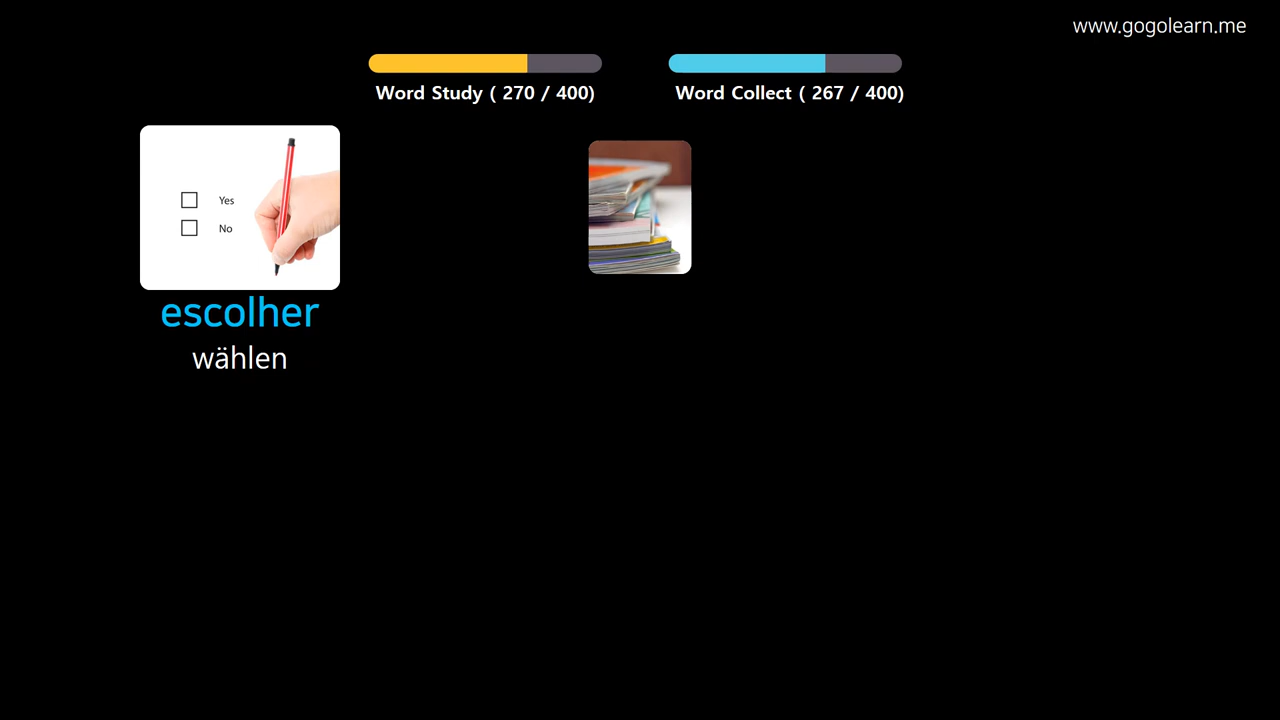 www.gogolearn.me
Word Study ( 270 / 400)
Word Collect ( 267 / 400)
Yes
No
escolher
wählen